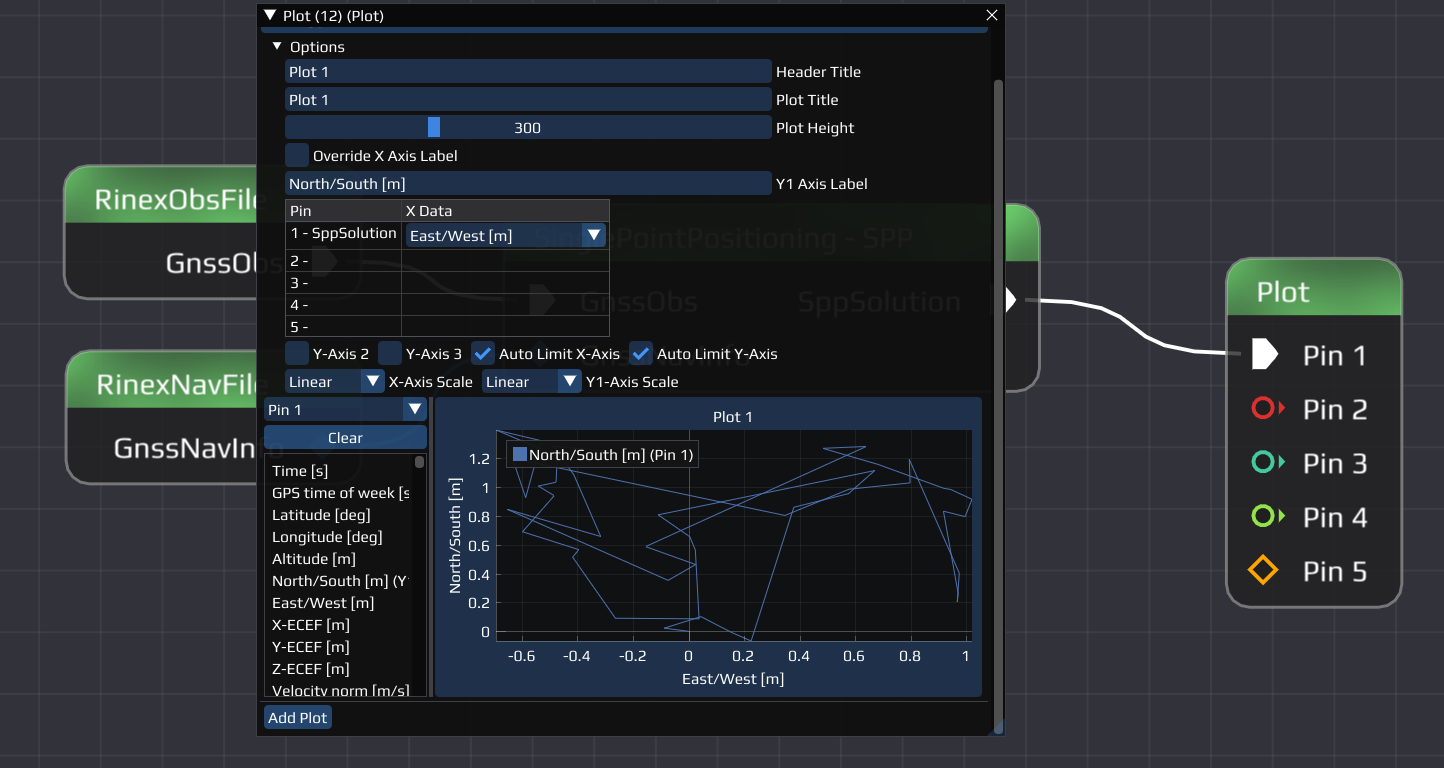 Plot (12) (Plot)
Options
Plot 1 Header Title
Plot 1 Plot Title
300 Plot Height
Override X Axis Label
North/South [m] Y1 Axis Label
Pin X Data
1 - SppSolution East/West [m]
2 -
3 -
4 -
5 -
Y-Axis 2 Y-Axis 3 Auto Limit X-Axis Auto Limit Y-Axis
Linear X-Axis Scale Linear Y1-Axis Scale
Pin 1
Clear
Time [s]
GPS time of week [s
Latitude [deg]
Longitude [deg]
Altitude [m]
North/South [m] (Y
East/West [m]
X-ECEF [m]
Y-ECEF [m]
Z-ECEF [m]
Velocity norm [m/s]
Add Plot
Plot 1
North/South [m] (Pin 1)
North/South [m]
1.2
1
0.8
0.6
0.4
0.2
0
-0.6 -0.4 -0.2 0 0.2 0.4 0.6 0.8 1
East/West [m]
RinexObsFile
GnssObs
RinexNavFile
GnssNavInfo
SinglePointPositioning - SPP
GnssObs SppSolution
GnssNavInfo
Plot
Pin 1
Pin 2
Pin 3
Pin 4
Pin 5